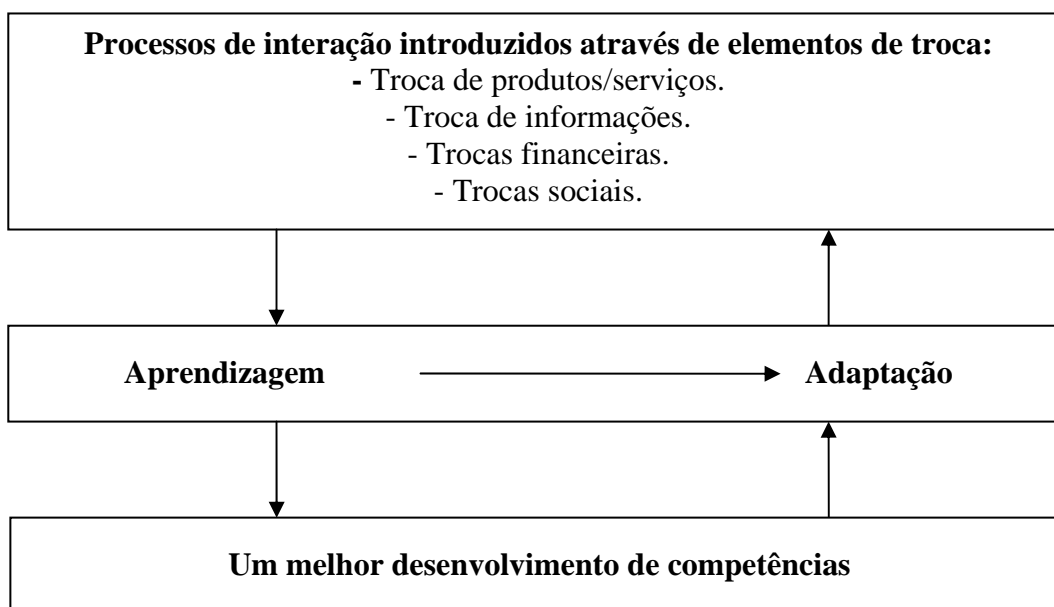 Processos de interação introduzidos através de elementos de troca:
- Troca de produtos/serviços.
- Troca de informações.
- Trocas financeiras.
- Trocas sociais.
Aprendizagem
Adaptação
Um melhor desenvolvimento de competências